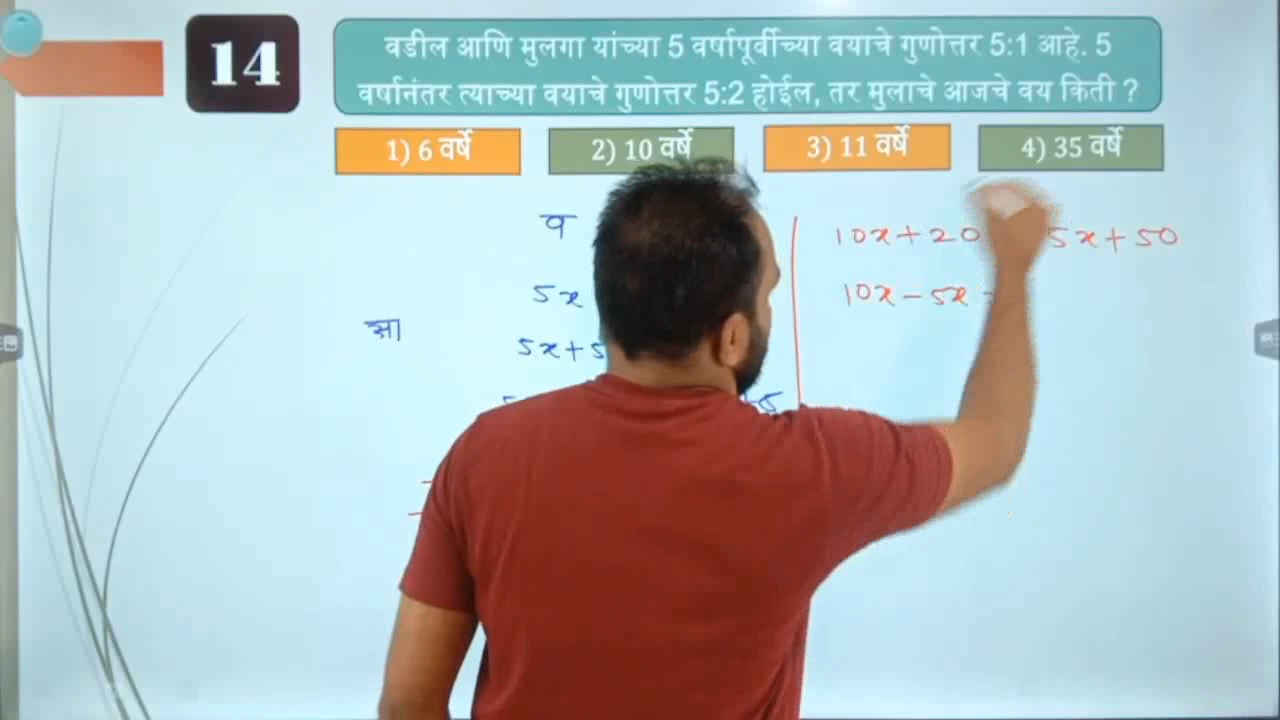 14
वडील आणि मुलगा यांच्या 5 वर्षापूर्वीच्या वयाचे गुणोत्तर 5:1 आहे. 5
वर्षानंतर त्याच्या वयाचे गुणोत्तर 5:2 होईल, तर मुलाचे आजचे वय किती ?
1) 6 वर्षे 2) 10 वर्षे 3) 11 वर्षे 4) 35 वर्षे
व
5x
आ 5x+5
10x+20 5x+50
10x-5x